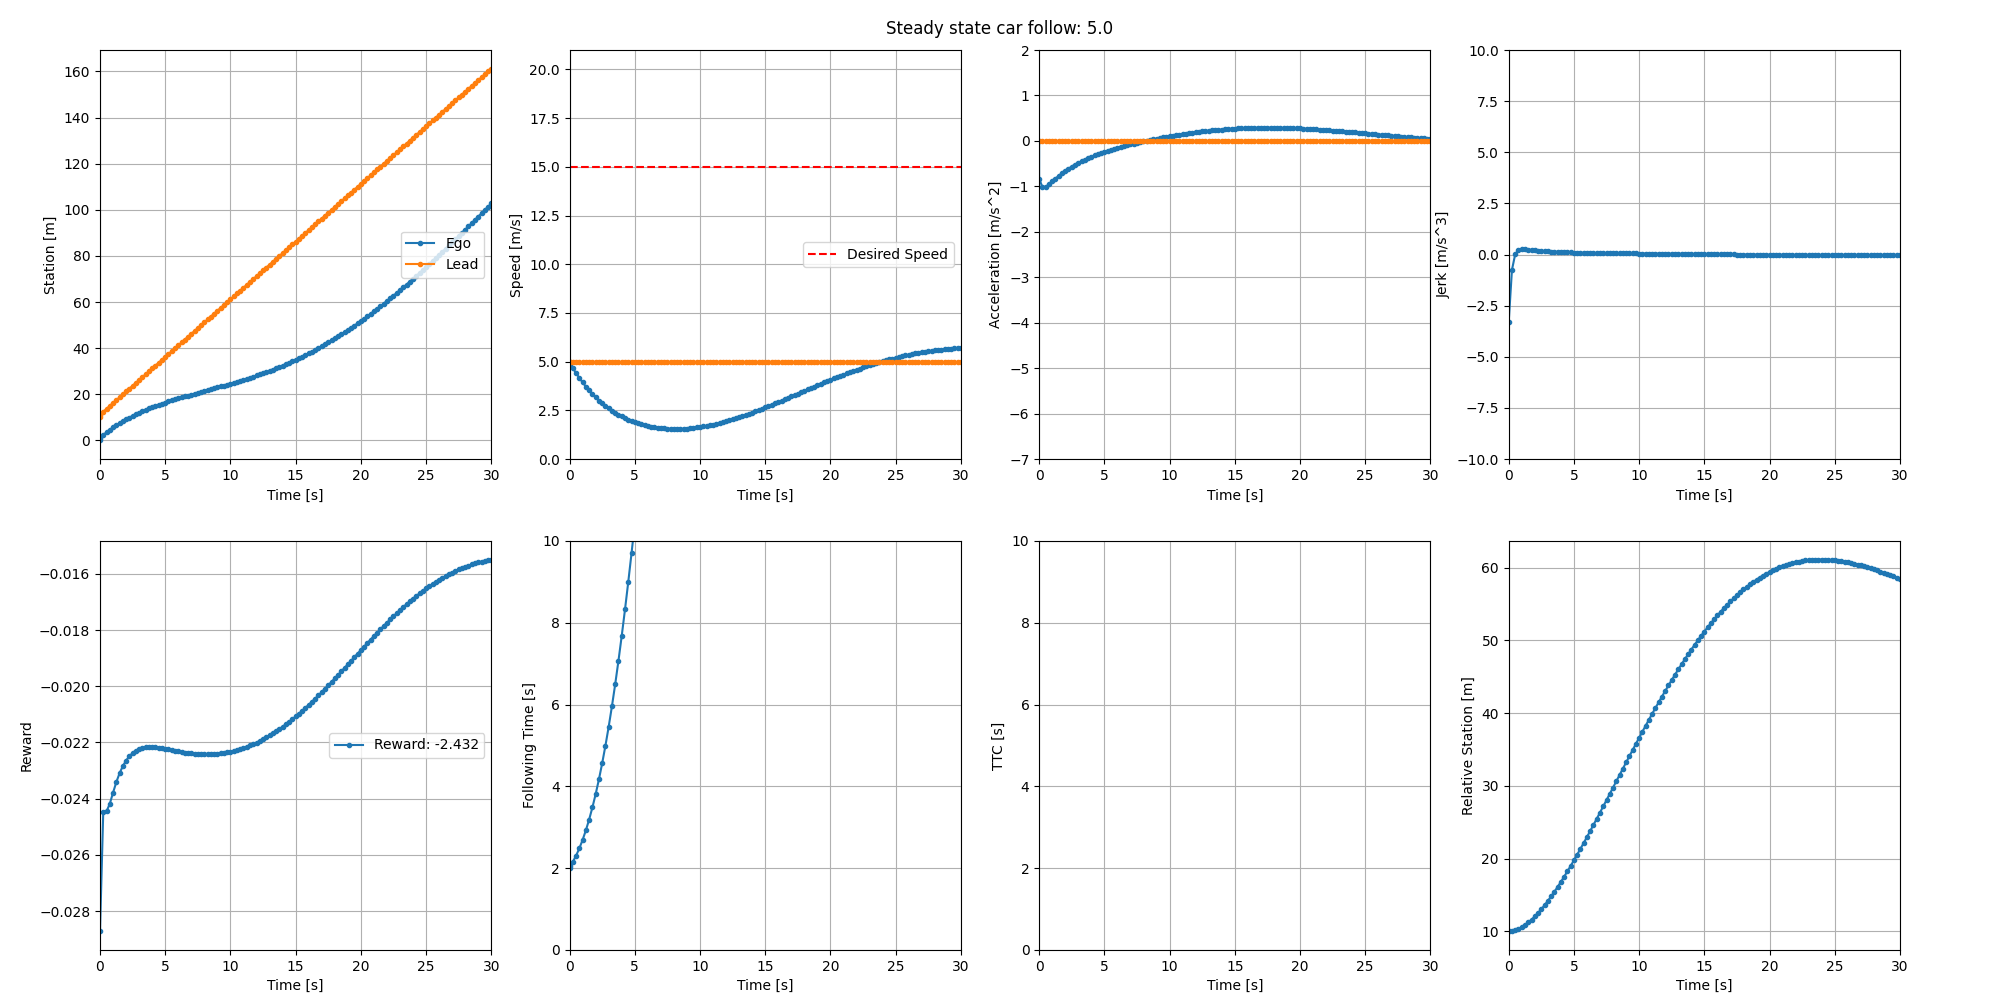 Steady state car follow: 5.0
Station [m]
160
140
120
100
80
60
40
20
0
Ego
Lead
0 5 10 15 20 25 30
Time [s]
Speed [m/s]
20.0
17.5
15.0
12.5
10.0
7.5
5.0
2.5
0.0
Desired Speed
0 5 10 15 20 25 30
Time [s]
Acceleration [m/s^2]
2
1
0
−1
−2
−3
−4
−5
−6
−7
0 5 10 15 20 25 30
Time [s]
Jerk [m/s^3]
10.0
7.5
5.0
2.5
0.0
−2.5
−5.0
−7.5
−10.0
0 5 10 15 20 25 30
Time [s]
Reward
−0.016
−0.018
−0.020
−0.022
−0.024
−0.026
−0.028
Reward: -2.432
0 5 10 15 20 25 30
Time [s]
Following Time [s]
10
8
6
4
2
0
0 5 10 15 20 25 30
Time [s]
TTC [s]
10
8
6
4
2
0
0 5 10 15 20 25 30
Time [s]
Relative Station [m]
60
50
40
30
20
10
0 5 10 15 20 25 30
Time [s]